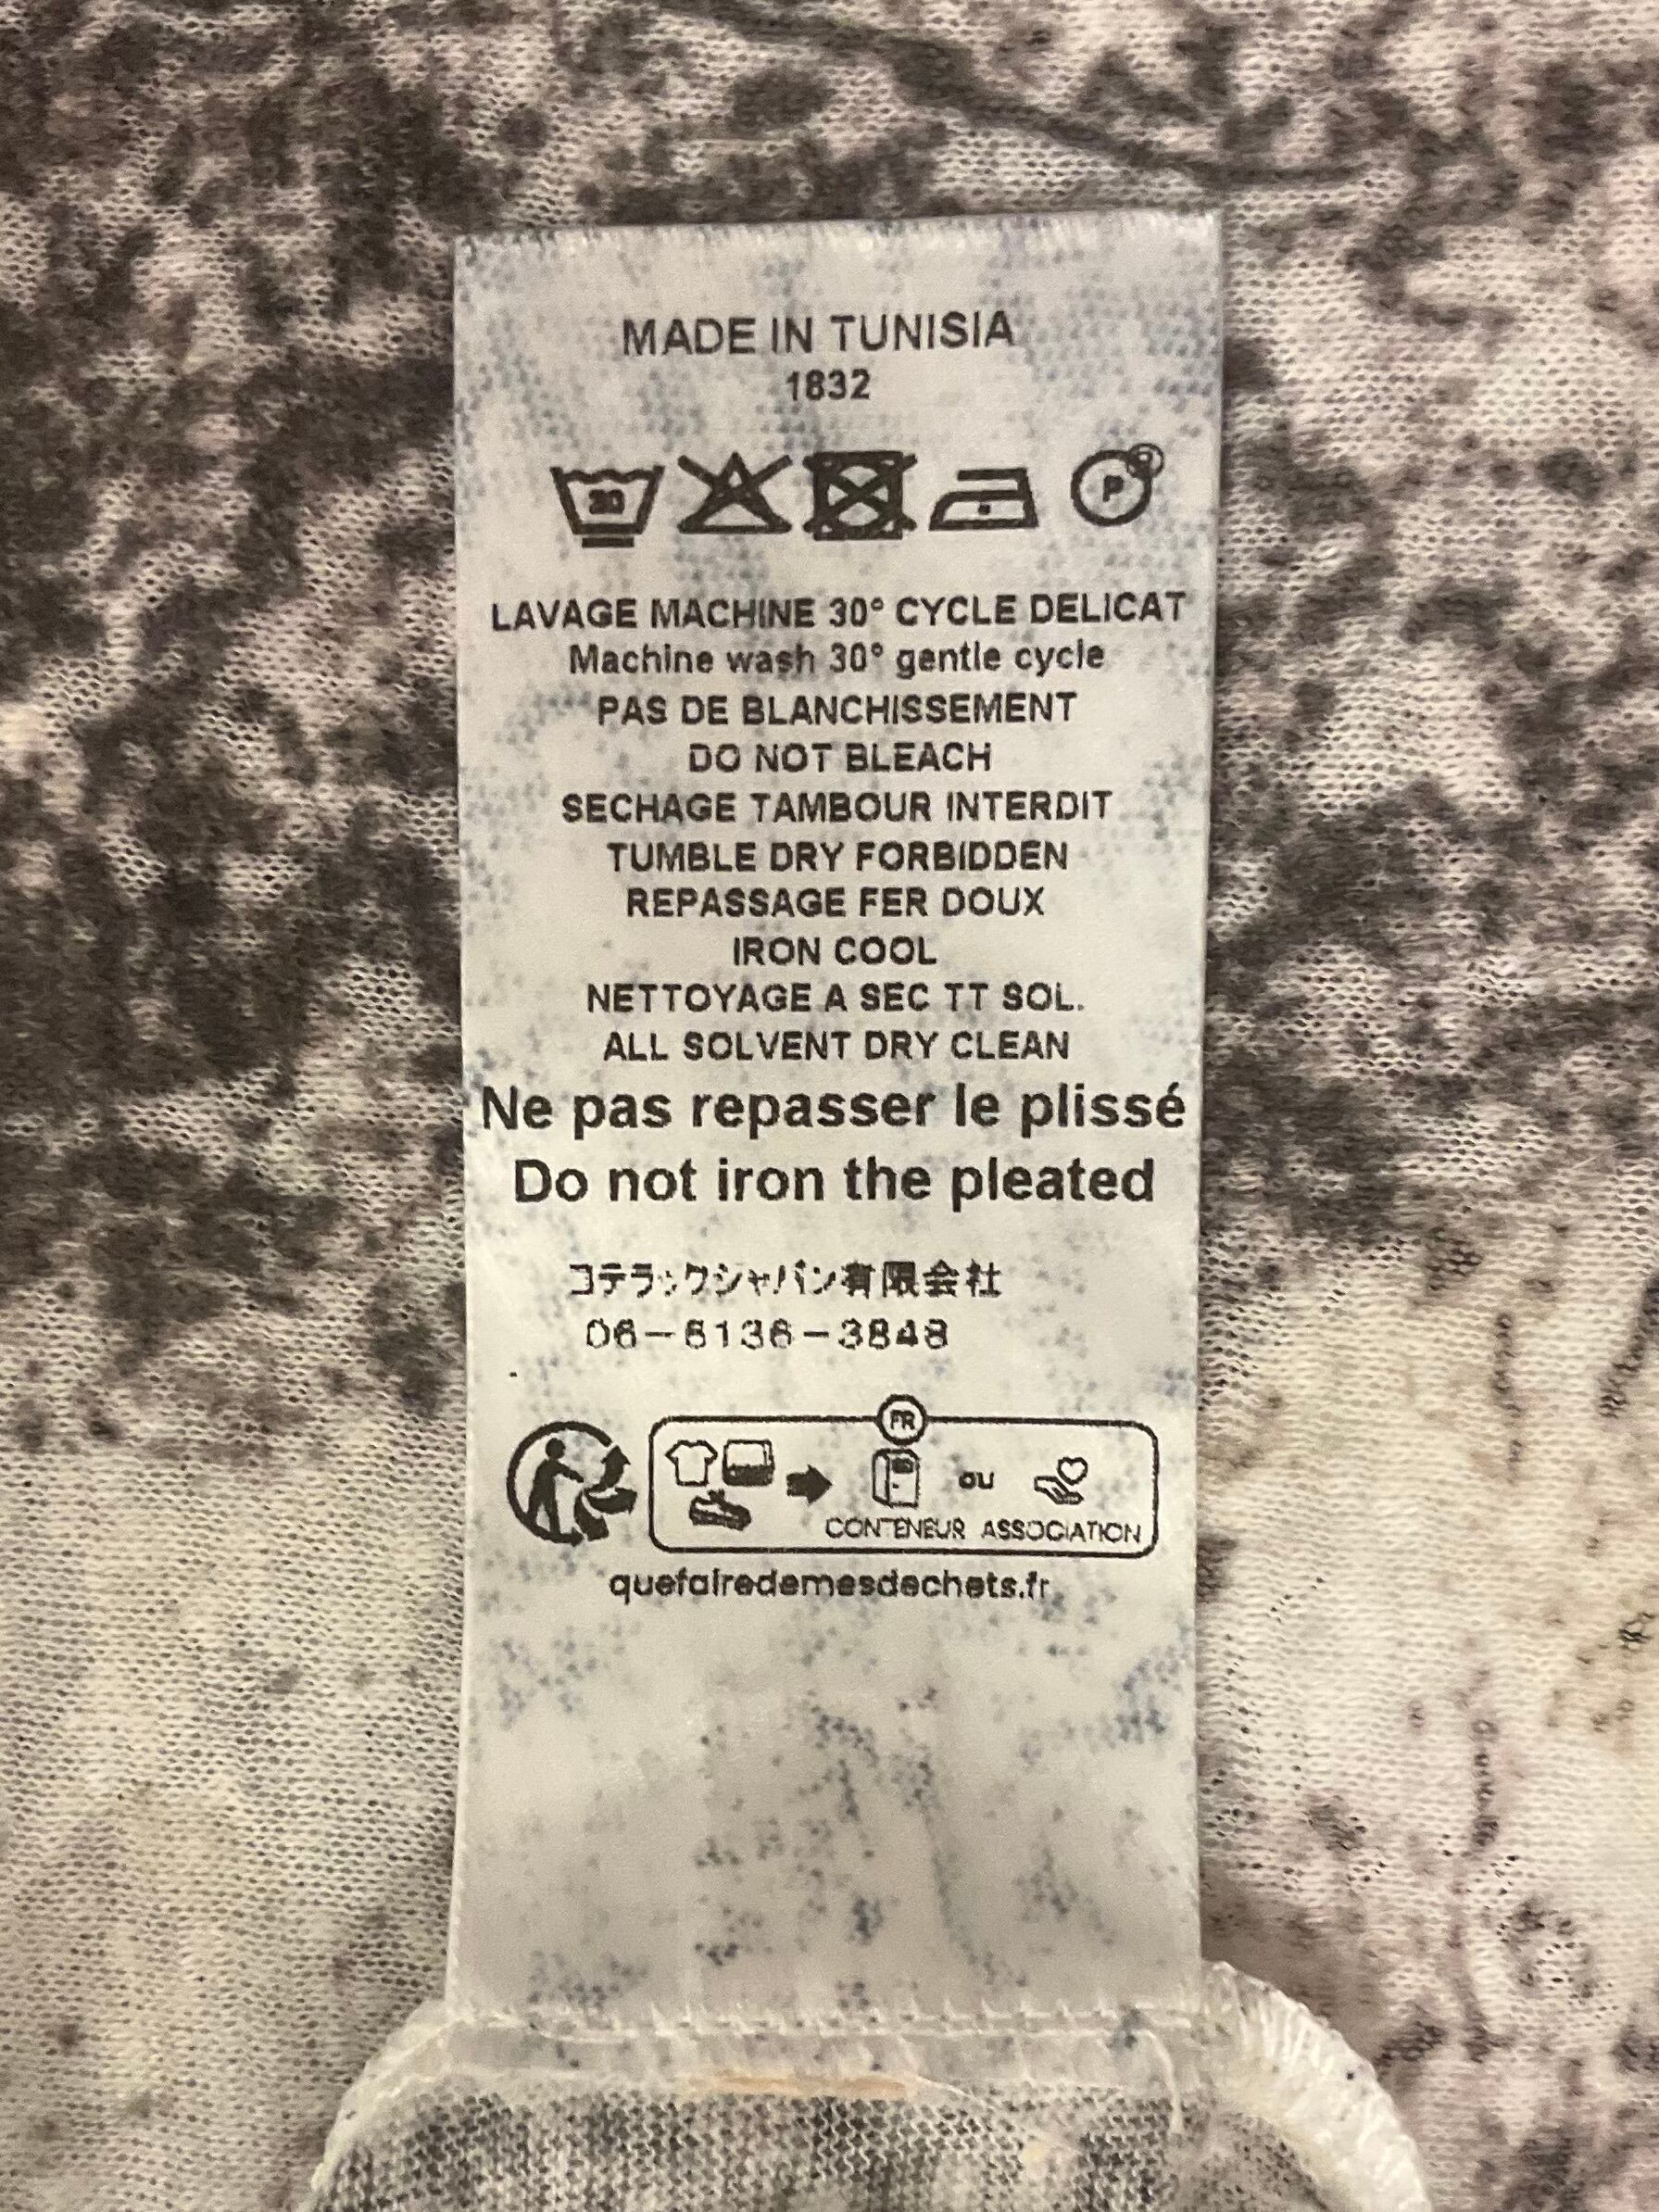 MADE IN TUNISIA
1832
30 P
LAVAGE MACHINE 30° CYCLE DELICAT
Machine wash 30° gentle cycle
PAS DE BLANCHISSEMENT
DO NOT BLEACH
SECHAGE TAMBOUR INTERDIT
TUMBLE DRY FORBIDDEN
REPASSAGE FER DOUX
IRON COOL
NETTOYAGE A SEC TT SOL.
ALL SOLVENT DRY CLEAN
Ne pas repasser le plissé
Do not iron the pleated
コテラックジャパン有限会社
06-6136-3848
FR
ou
CONTENEUR ASSOCIATION
quefairedemesdechets.fr